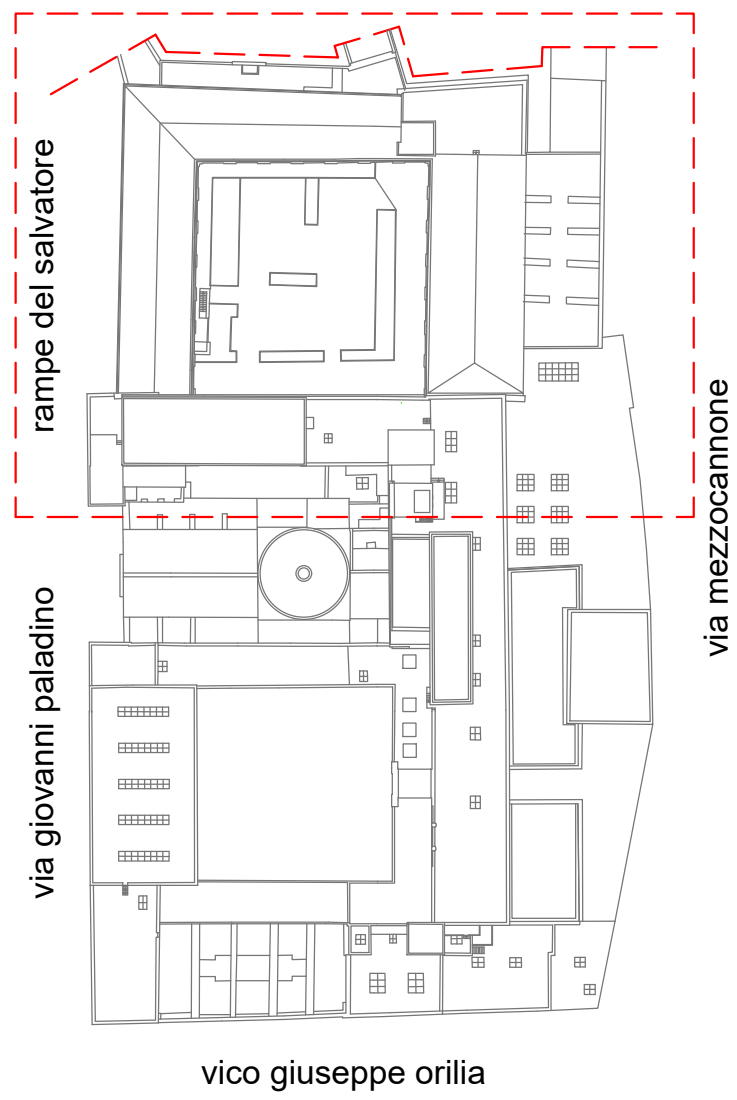 rampe del salvatore
via mezzocannone
via giovanni paladino
vico giuseppe orilia